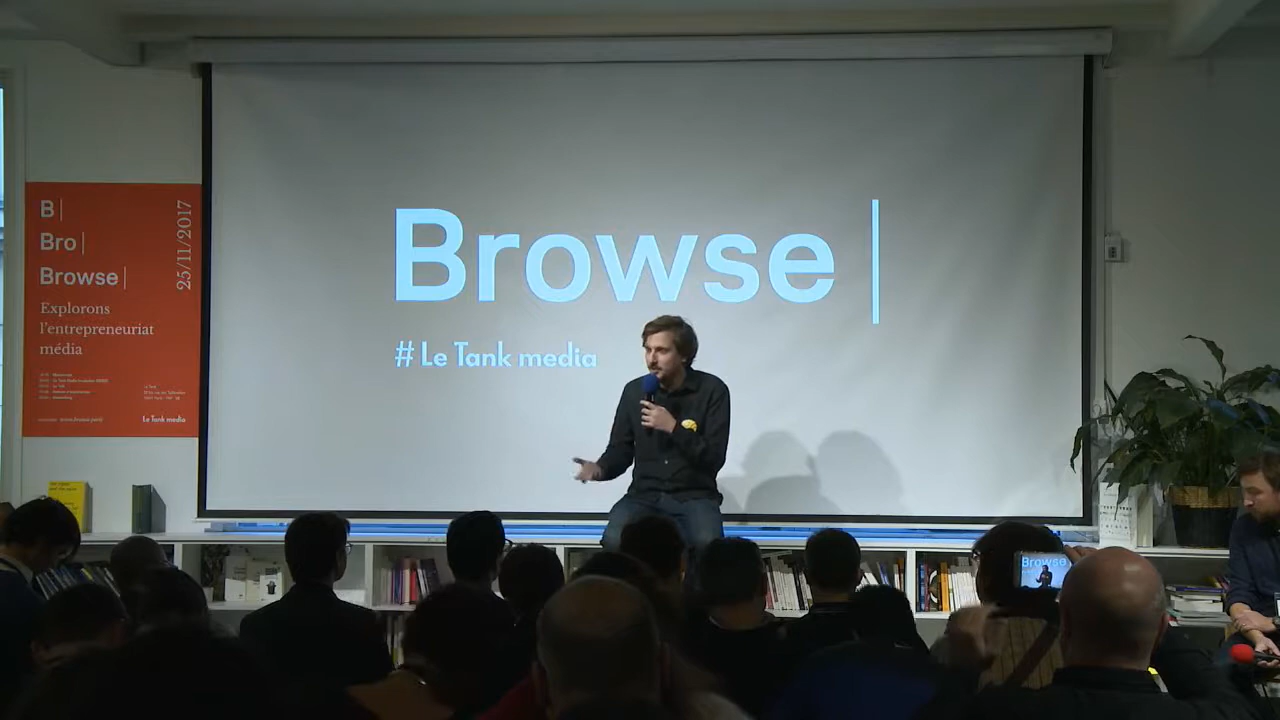 B|
Bro|
Browse|
25/11/2017
Explorons
l'entrepreneuriat
média
Le Tank media
Browse |
# Le Tank media
Browse